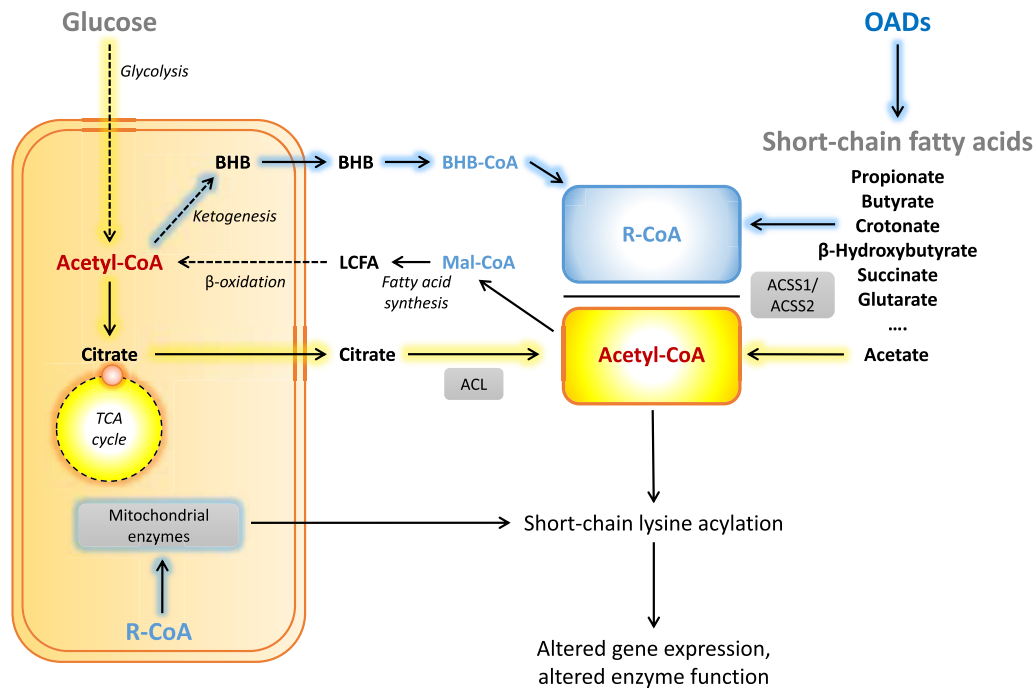 Glucose
OADs
Glycolysis
Short-chain fatty acids
BHB
BHB
BHB-CoA
Propionate
Butyrate
Crotonate
β-Hydroxybutyrate
Succinate
Glutarate
....
Acetate
Ketogenesis
R-CoA
Acetyl-CoA
β-oxidation
LCFA
Fatty acid
synthesis
Mal-CoA
ACSS1/
ACSS2
Citrate
Citrate
ACL
Acetyl-CoA
TCA
cycle
Mitochondrial
enzymes
Short-chain lysine acylation
R-CoA
Altered gene expression,
altered enzyme function